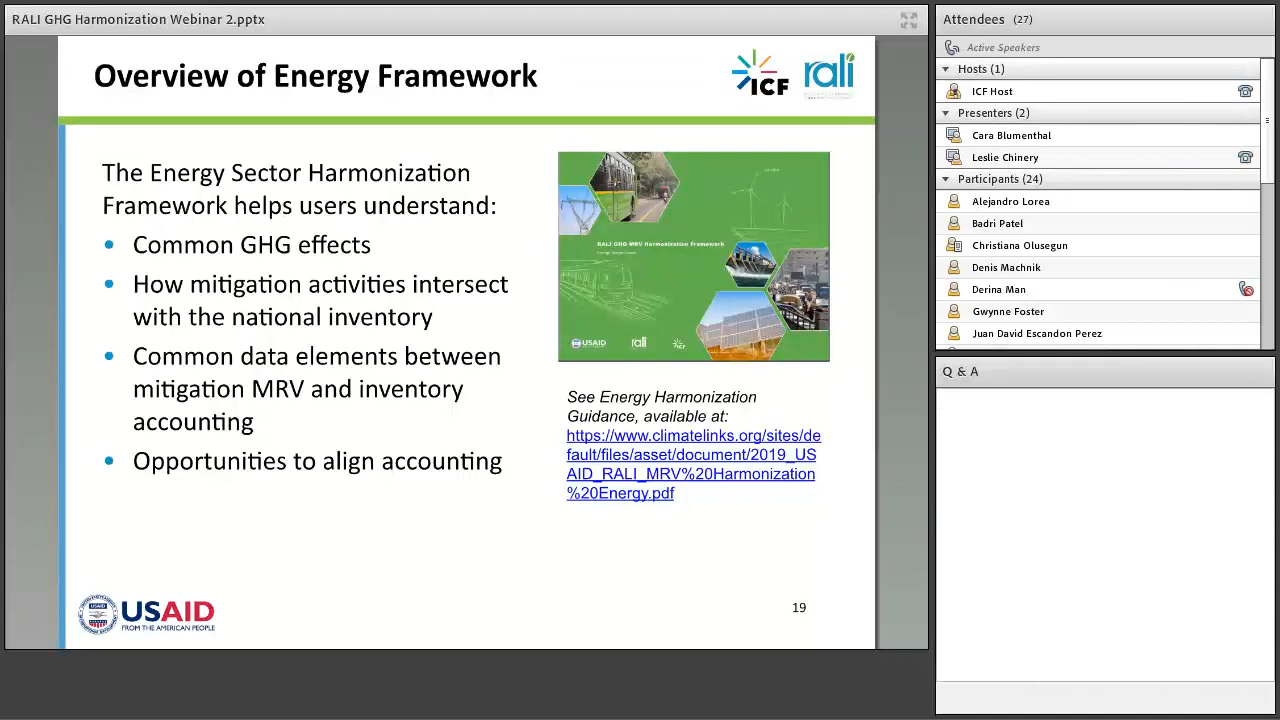 RALI GHG Harmonization Webinar 2.pptx
Overview of Energy Framework
ICF
rali
The Energy Sector Harmonization
Framework helps users understand:
• Common GHG effects
• How mitigation activities intersect
with the national inventory
• Common data elements between
mitigation MRV and inventory
accounting
• Opportunities to align accounting
RALI GHG MRV Harmonization Framework
USAID
rali
ICF
See Energy Harmonization
Guidance, available at:
https://www.climatelinks.org/sites/de
fault/files/asset/document/2019_US
AID_RALI_MRV%20Harmonization
%20Energy.pdf
USAID
FROM THE AMERICAN PEOPLE
19
Attendees (27)
Active Speakers
Hosts (1)
ICF Host
Presenters (2)
Cara Blumenthal
Leslie Chinery
Participants (24)
Alejandro Lorea
Badri Patel
Christiana Olusegun
Denis Machnik
Derina Man
Gwynne Foster
Juan David Escandon Perez
Q & A